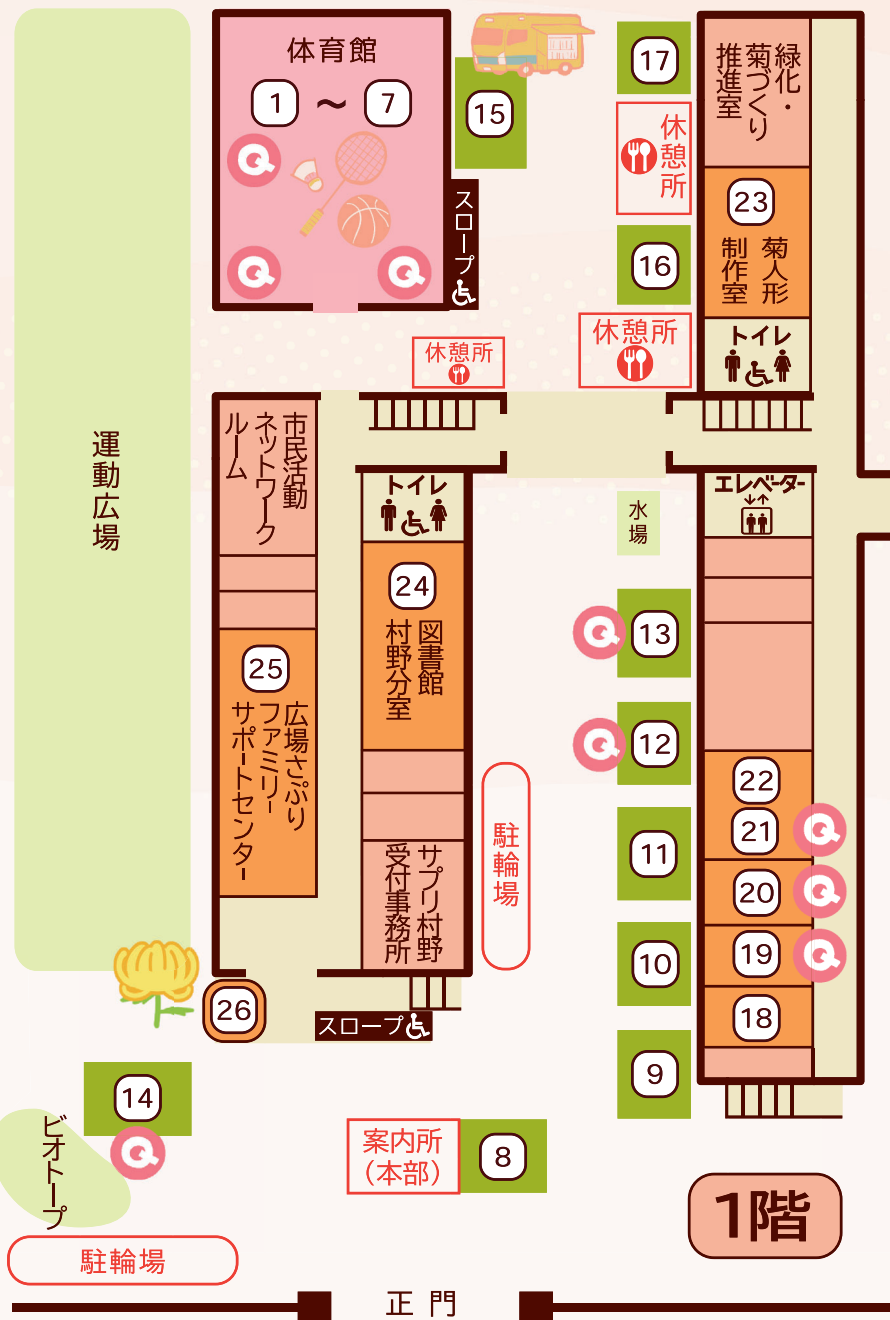 体育館
1 ～ 7
Q
Q
Q
15
スロープ
17
休憩所
16
休憩所
休憩所
緑化・
菊づくり
推進室
23
菊人形
制作室
トイレ
運動広場
市民活動
ネットワーク
ルーム
トイレ
24
図書館
村野分室
25
広場さぷり
ファミリー
サポートセンター
サプリ村野
受付事務所
駐輪場
水場
エレベーター
Q
13
Q
12
11
10
9
22
21
Q
20
Q
19
Q
18
26
スロープ
14
Q
ビオトープ
案内所
（本部）
8
1階
駐輪場
正門